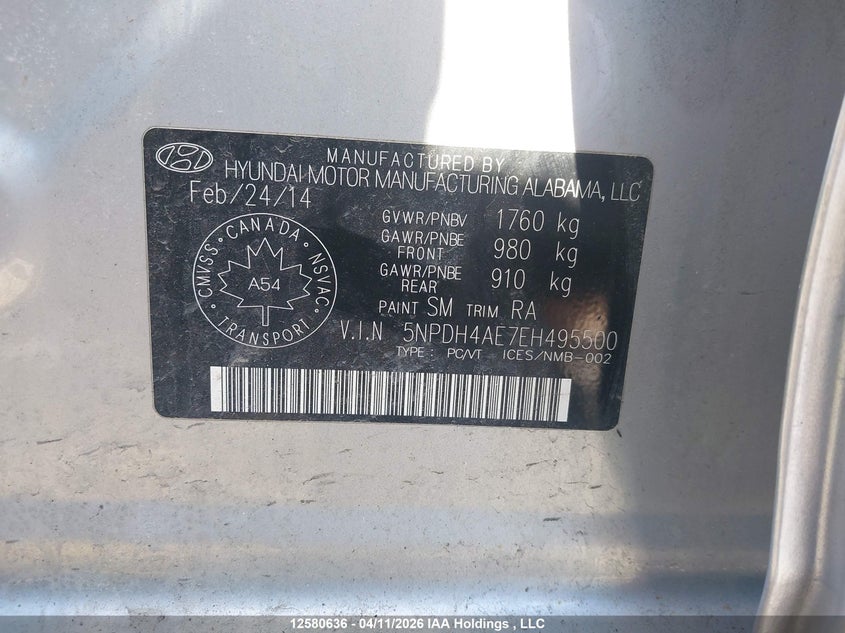 MANUFACTURED BY
HYUNDAI MOTOR MANUFACTURING ALABAMA, LLC
Feb/24/14
GVWR/PNBV 1760 kg
GAWR/PNBE FRONT 980 kg
GAWR/PNBE REAR 910 kg
PAINT SM TRIM RA
CMVSS · CANADA · NSVAC · TRANSPORT ·
A54
V.I.N 5NPDH4AE7EH495500
TYPE: PC/VT ICES/NMB-002
12580636 - 04/11/2026 IAA Holdings , LLC